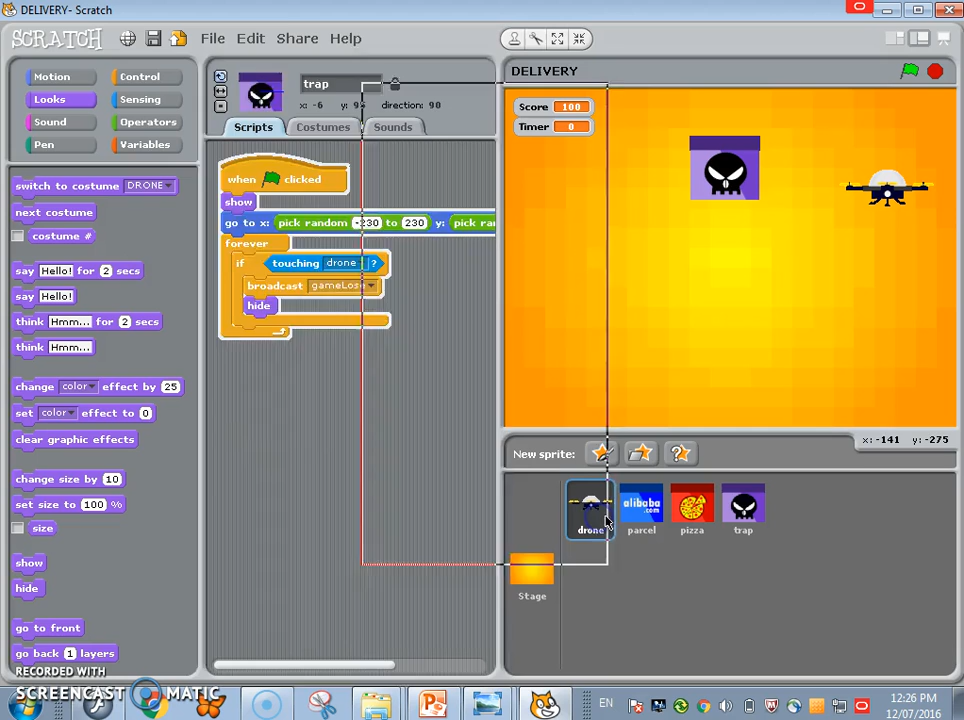 DELIVERY- Scratch
SCRATCH File Edit Share Help
Motion Control
Looks Sensing
Sound Operators
Pen Variables
switch to costume DRONE
next costume
costume #
say Hello! for 2 secs
say Hello!
think Hmm... for 2 secs
think Hmm...
change color effect by 25
set color effect to 0
clear graphic effects
change size by 10
set size to 100 %
size
show
hide
go to front
go back 1 layers
trap
x: -6 direction: 90
Scripts Costumes Sounds
when clicked
show
go to x: pick random -230 to 230 y:
forever
if touching drone ?
broadcast gameLose
hide
DELIVERY
Score 100
Timer 0
x: -141 y: -275
New sprite:
drone
alibaba.com
parcel
pizza
trap
Stage
RECORDED WITH
SCREENCAST MATIC
EN
12:26 PM
12/07/2016